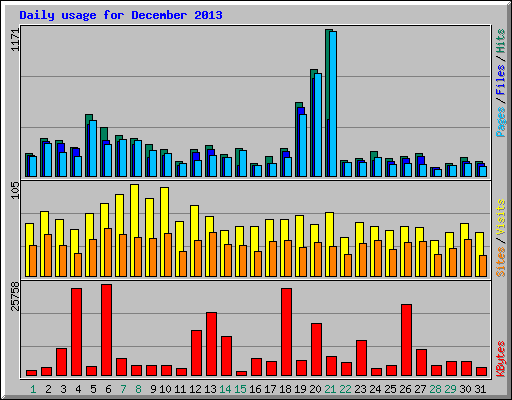 Daily usage for December 2013
1171
Pages / Files / Hits
105
Sites / Visits
25758
KBytes
1 2 3 4 5 6 7 8 9 10 11 12 13 14 15 16 17 18 19 20 21 22 23 24 25 26 27 28 29 30 31